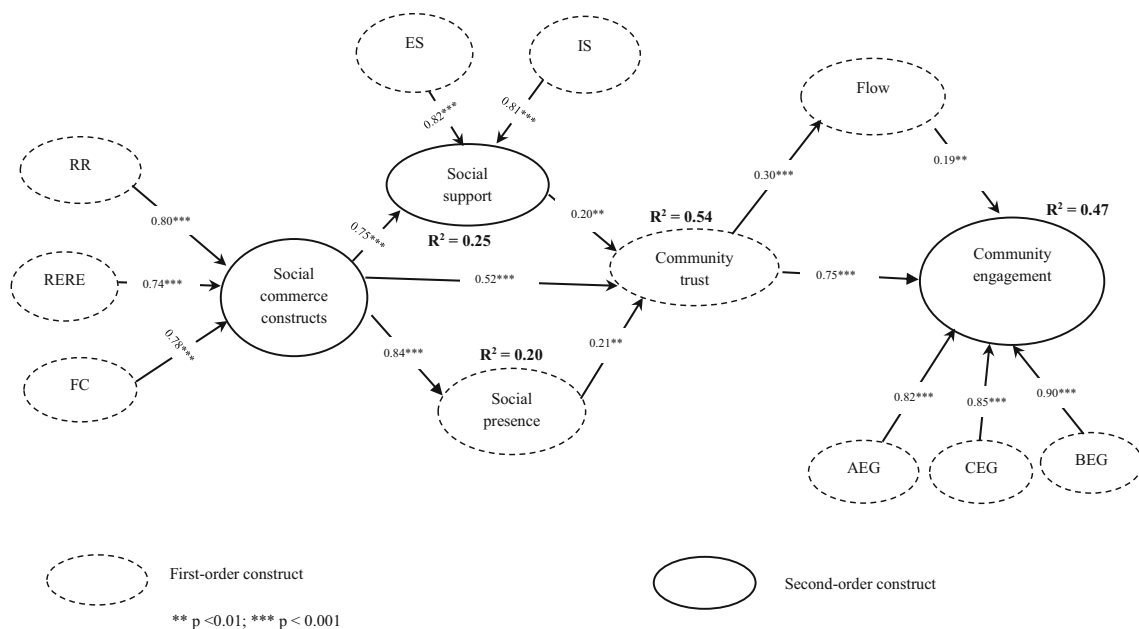 ES
IS
Flow
0.82***
0.81***
RR
Social
support
0.30***
0.19**
0.80***
0.20**
R² = 0.54
R² = 0.47
0.75***
R² = 0.25
RERE
0.74***
Social
commerce
constructs
0.52***
Community
trust
0.75***
Community
engagement
0.78***
FC
0.84***
R² = 0.20
0.21**
Social
presence
0.82***
0.85***
0.90***
AEG
CEG
BEG
First-order construct
Second-order construct
** p <0.01; *** p < 0.001